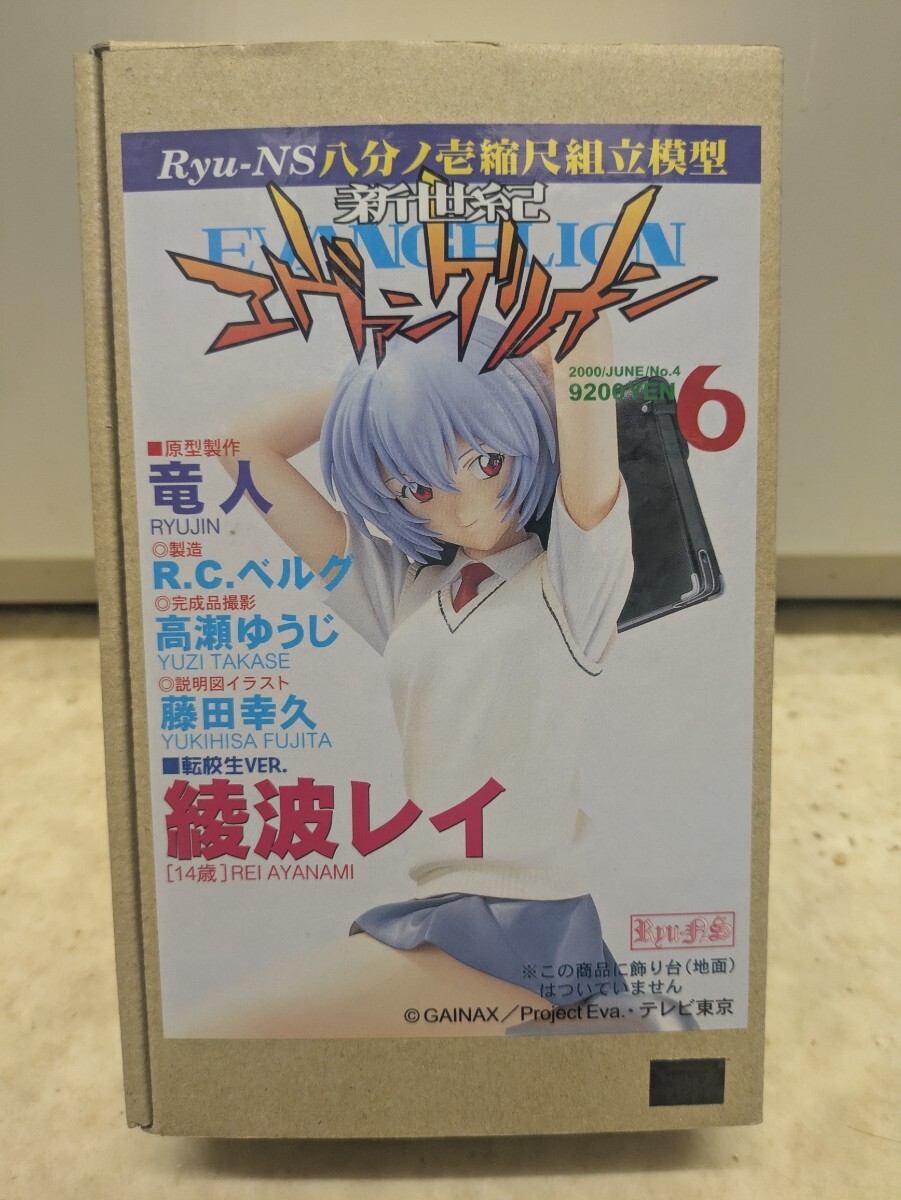 Ryu-NS八分ノ壱縮尺組立模型
新世紀
EVANGELION
ヱヴァンゲリヲン
2000/JUNE/No.4
9200YEN
6
■原型製作
竜人
RYUJIN
◎製造
R.C.ベルグ
◎完成品撮影
高瀬ゆうじ
YUZI TAKASE
◎説明図イラスト
藤田幸久
YUKIHISA FUJITA
■転校生VER.
綾波レイ
[14歳]REI AYANAMI
Ryu-NS
※この商品に飾り台(地面)
はついていません
©GAINAX/Project Eva.・テレビ東京